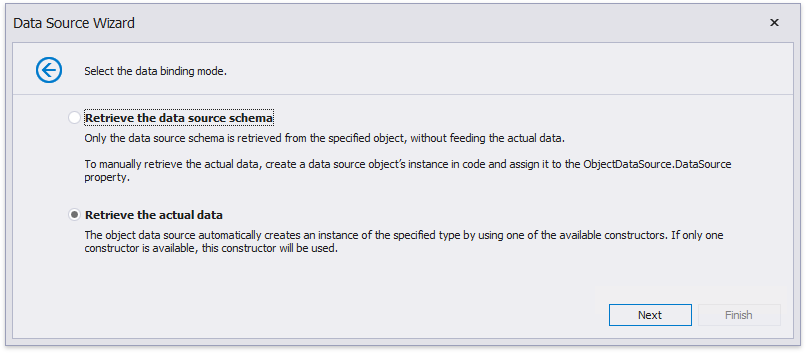 Data Source Wizard
Select the data binding mode.
Retrieve the data source schema
Only the data source schema is retrieved from the specified object, without feeding the actual data.
To manually retrieve the actual data, create a data source object's instance in code and assign it to the ObjectDataSource.DataSource
property.
Retrieve the actual data
The object data source automatically creates an instance of the specified type by using one of the available constructors. If only one
constructor is available, this constructor will be used.
Next
Finish